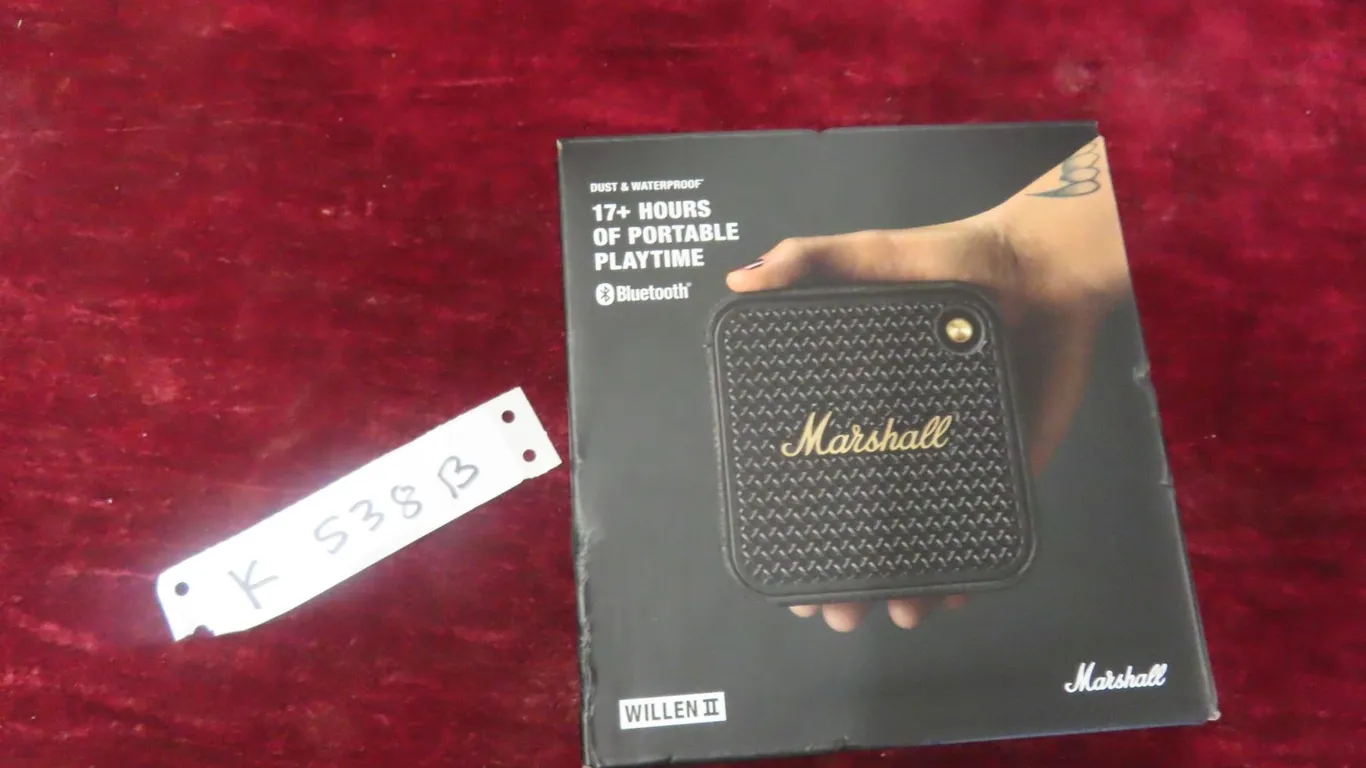 DUST & WATERPROOF
17+ HOURS
OF PORTABLE
PLAYTIME
Bluetooth®
Marshall
K 538 B
WILLEN II
Marshall